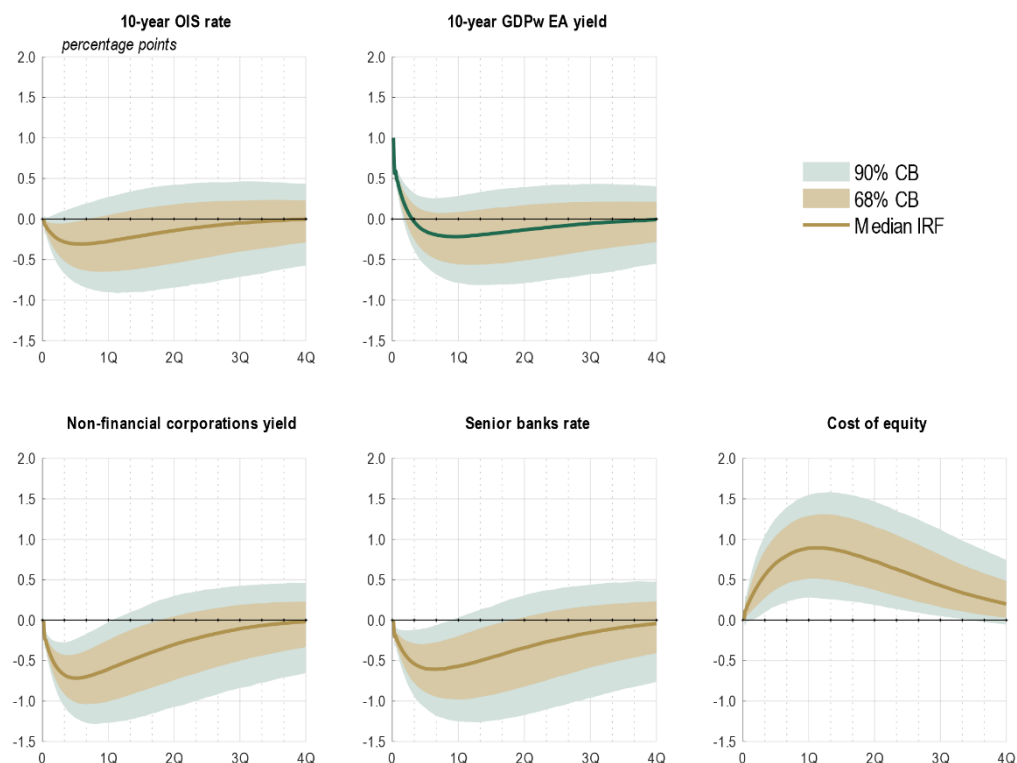 10-year OIS rate
percentage points
2.0
1.5
1.0
0.5
0.0
-0.5
-1.0
-1.5
0 1Q 2Q 3Q 4Q
10-year GDPw EA yield
2.0
1.5
1.0
0.5
0.0
-0.5
-1.0
-1.5
0 1Q 2Q 3Q 4Q
90% CB
68% CB
Median IRF
Non-financial corporations yield
2.0
1.5
1.0
0.5
0.0
-0.5
-1.0
-1.5
0 1Q 2Q 3Q 4Q
Senior banks rate
2.0
1.5
1.0
0.5
0.0
-0.5
-1.0
-1.5
0 1Q 2Q 3Q 4Q
Cost of equity
2.0
1.5
1.0
0.5
0.0
-0.5
-1.0
-1.5
0 1Q 2Q 3Q 4Q